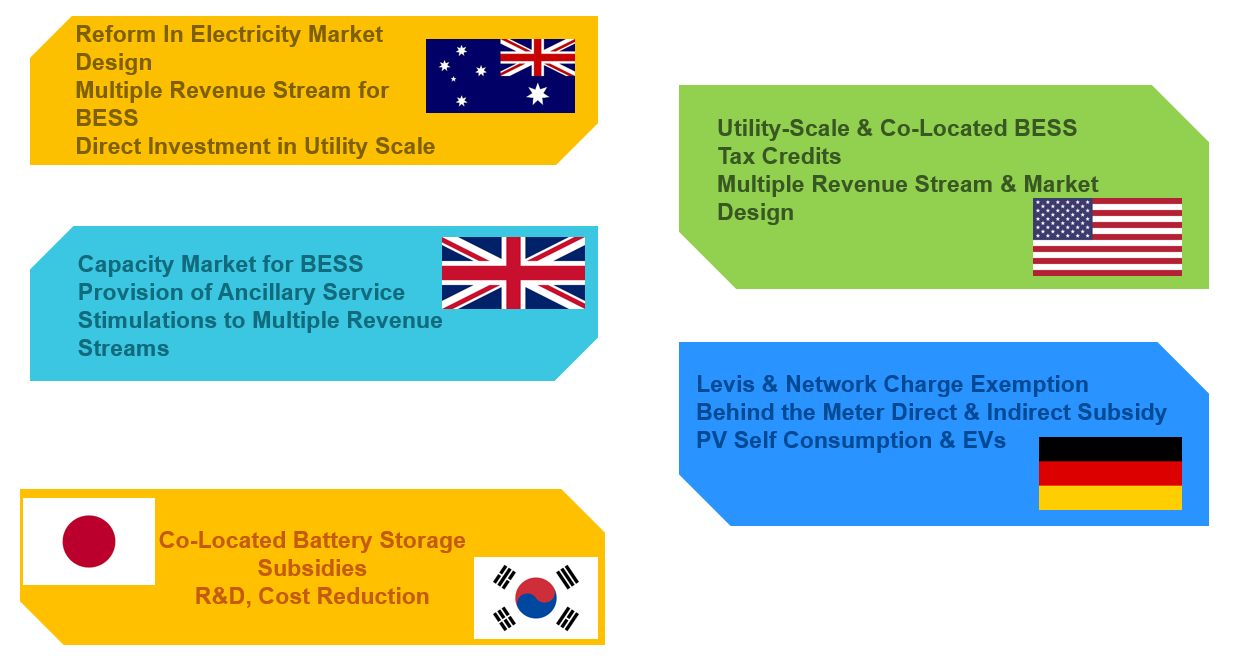 Reform In Electricity Market
Design
Multiple Revenue Stream for
BESS
Direct Investment in Utility Scale
Utility-Scale & Co-Located BESS
Tax Credits
Multiple Revenue Stream & Market
Design
Capacity Market for BESS
Provision of Ancillary Service
Stimulations to Multiple Revenue
Streams
Levis & Network Charge Exemption
Behind the Meter Direct & Indirect Subsidy
PV Self Consumption & EVs
Co-Located Battery Storage
Subsidies
R&D, Cost Reduction